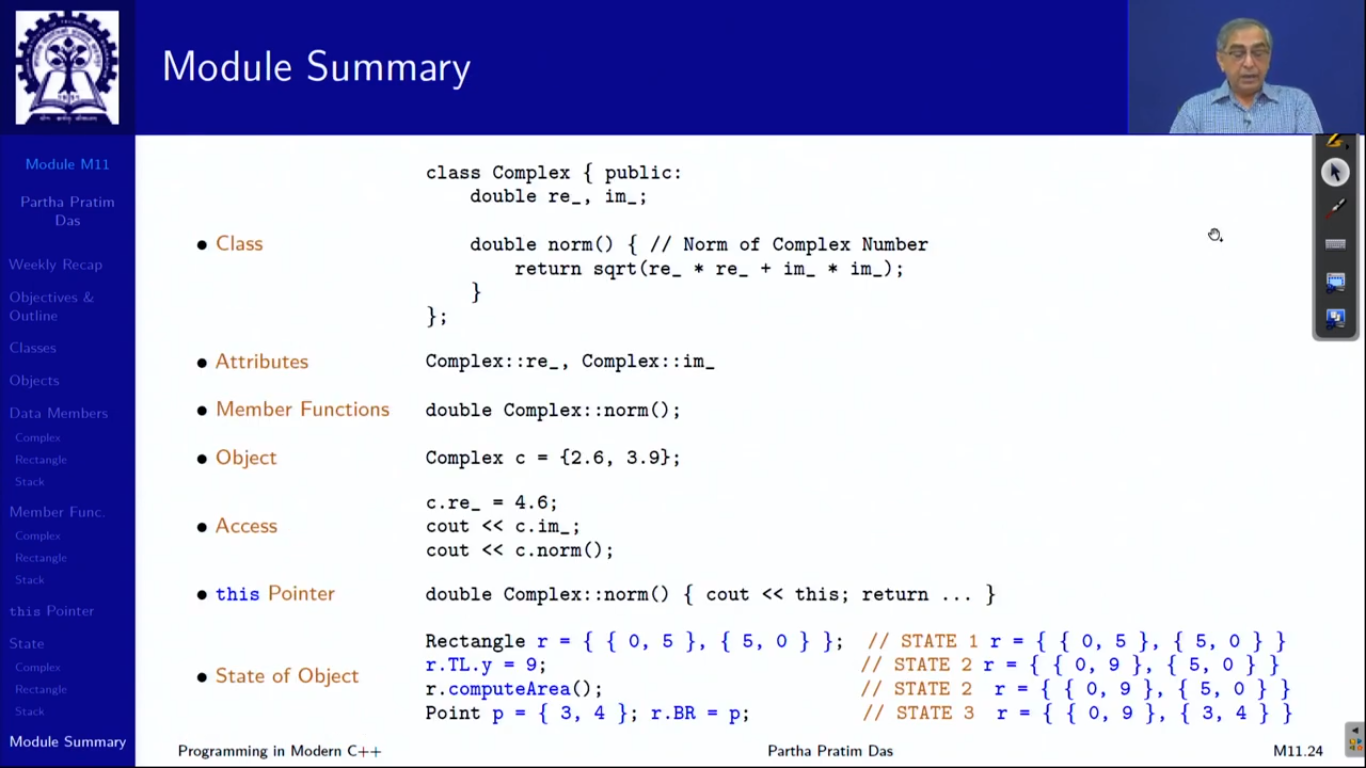 Module Summary
Module M11
Partha Pratim
Das
Weekly Recap
Objectives &
Outline
Classes
Objects
Data Members
Complex
Rectangle
Stack
Member Func.
Complex
Rectangle
Stack
this Pointer
State
Complex
Rectangle
Stack
Module Summary
class Complex { public:
double re_, im_;
● Class
double norm() { // Norm of Complex Number
return sqrt(re_ * re_ + im_ * im_);
}
};
● Attributes Complex::re_, Complex::im_
● Member Functions double Complex::norm();
● Object Complex c = {2.6, 3.9};
c.re_ = 4.6;
● Access cout << c.im_;
cout << c.norm();
● this Pointer double Complex::norm() { cout << this; return ... }
Rectangle r = { { 0, 5 }, { 5, 0 } }; // STATE 1 r = { { 0, 5 }, { 5, 0 } }
r.TL.y = 9; // STATE 2 r = { { 0, 9 }, { 5, 0 } }
● State of Object
r.computeArea(); // STATE 2 r = { { 0, 9 }, { 5, 0 } }
Point p = { 3, 4 }; r.BR = p; // STATE 3 r = { { 0, 9 }, { 3, 4 } }
Programming in Modern C++ Partha Pratim Das M11.24